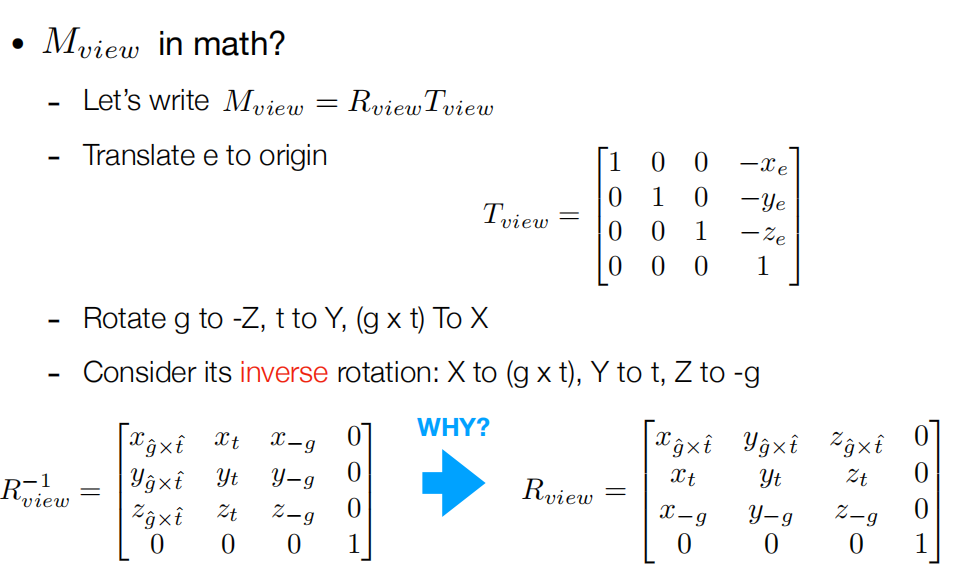 • M_{view} in math?
- Let's write M_{view} = R_{view}T_{view}
- Translate e to origin
T_{view} = \begin{bmatrix} 1 & 0 & 0 & -x_e \\ 0 & 1 & 0 & -y_e \\ 0 & 0 & 1 & -z_e \\ 0 & 0 & 0 & 1 \end{bmatrix}
- Rotate g to -Z, t to Y, (g x t) To X
- Consider its inverse rotation: X to (g x t), Y to t, Z to -g
R_{view}^{-1} = \begin{bmatrix} x_{\hat{g}\times\hat{t}} & x_t & x_{-g} & 0 \\ y_{\hat{g}\times\hat{t}} & y_t & y_{-g} & 0 \\ z_{\hat{g}\times\hat{t}} & z_t & z_{-g} & 0 \\ 0 & 0 & 0 & 1 \end{bmatrix}
WHY?
R_{view} = \begin{bmatrix} x_{\hat{g}\times\hat{t}} & y_{\hat{g}\times\hat{t}} & z_{\hat{g}\times\hat{t}} & 0 \\ x_t & y_t & z_t & 0 \\ x_{-g} & y_{-g} & z_{-g} & 0 \\ 0 & 0 & 0 & 1 \end{bmatrix}